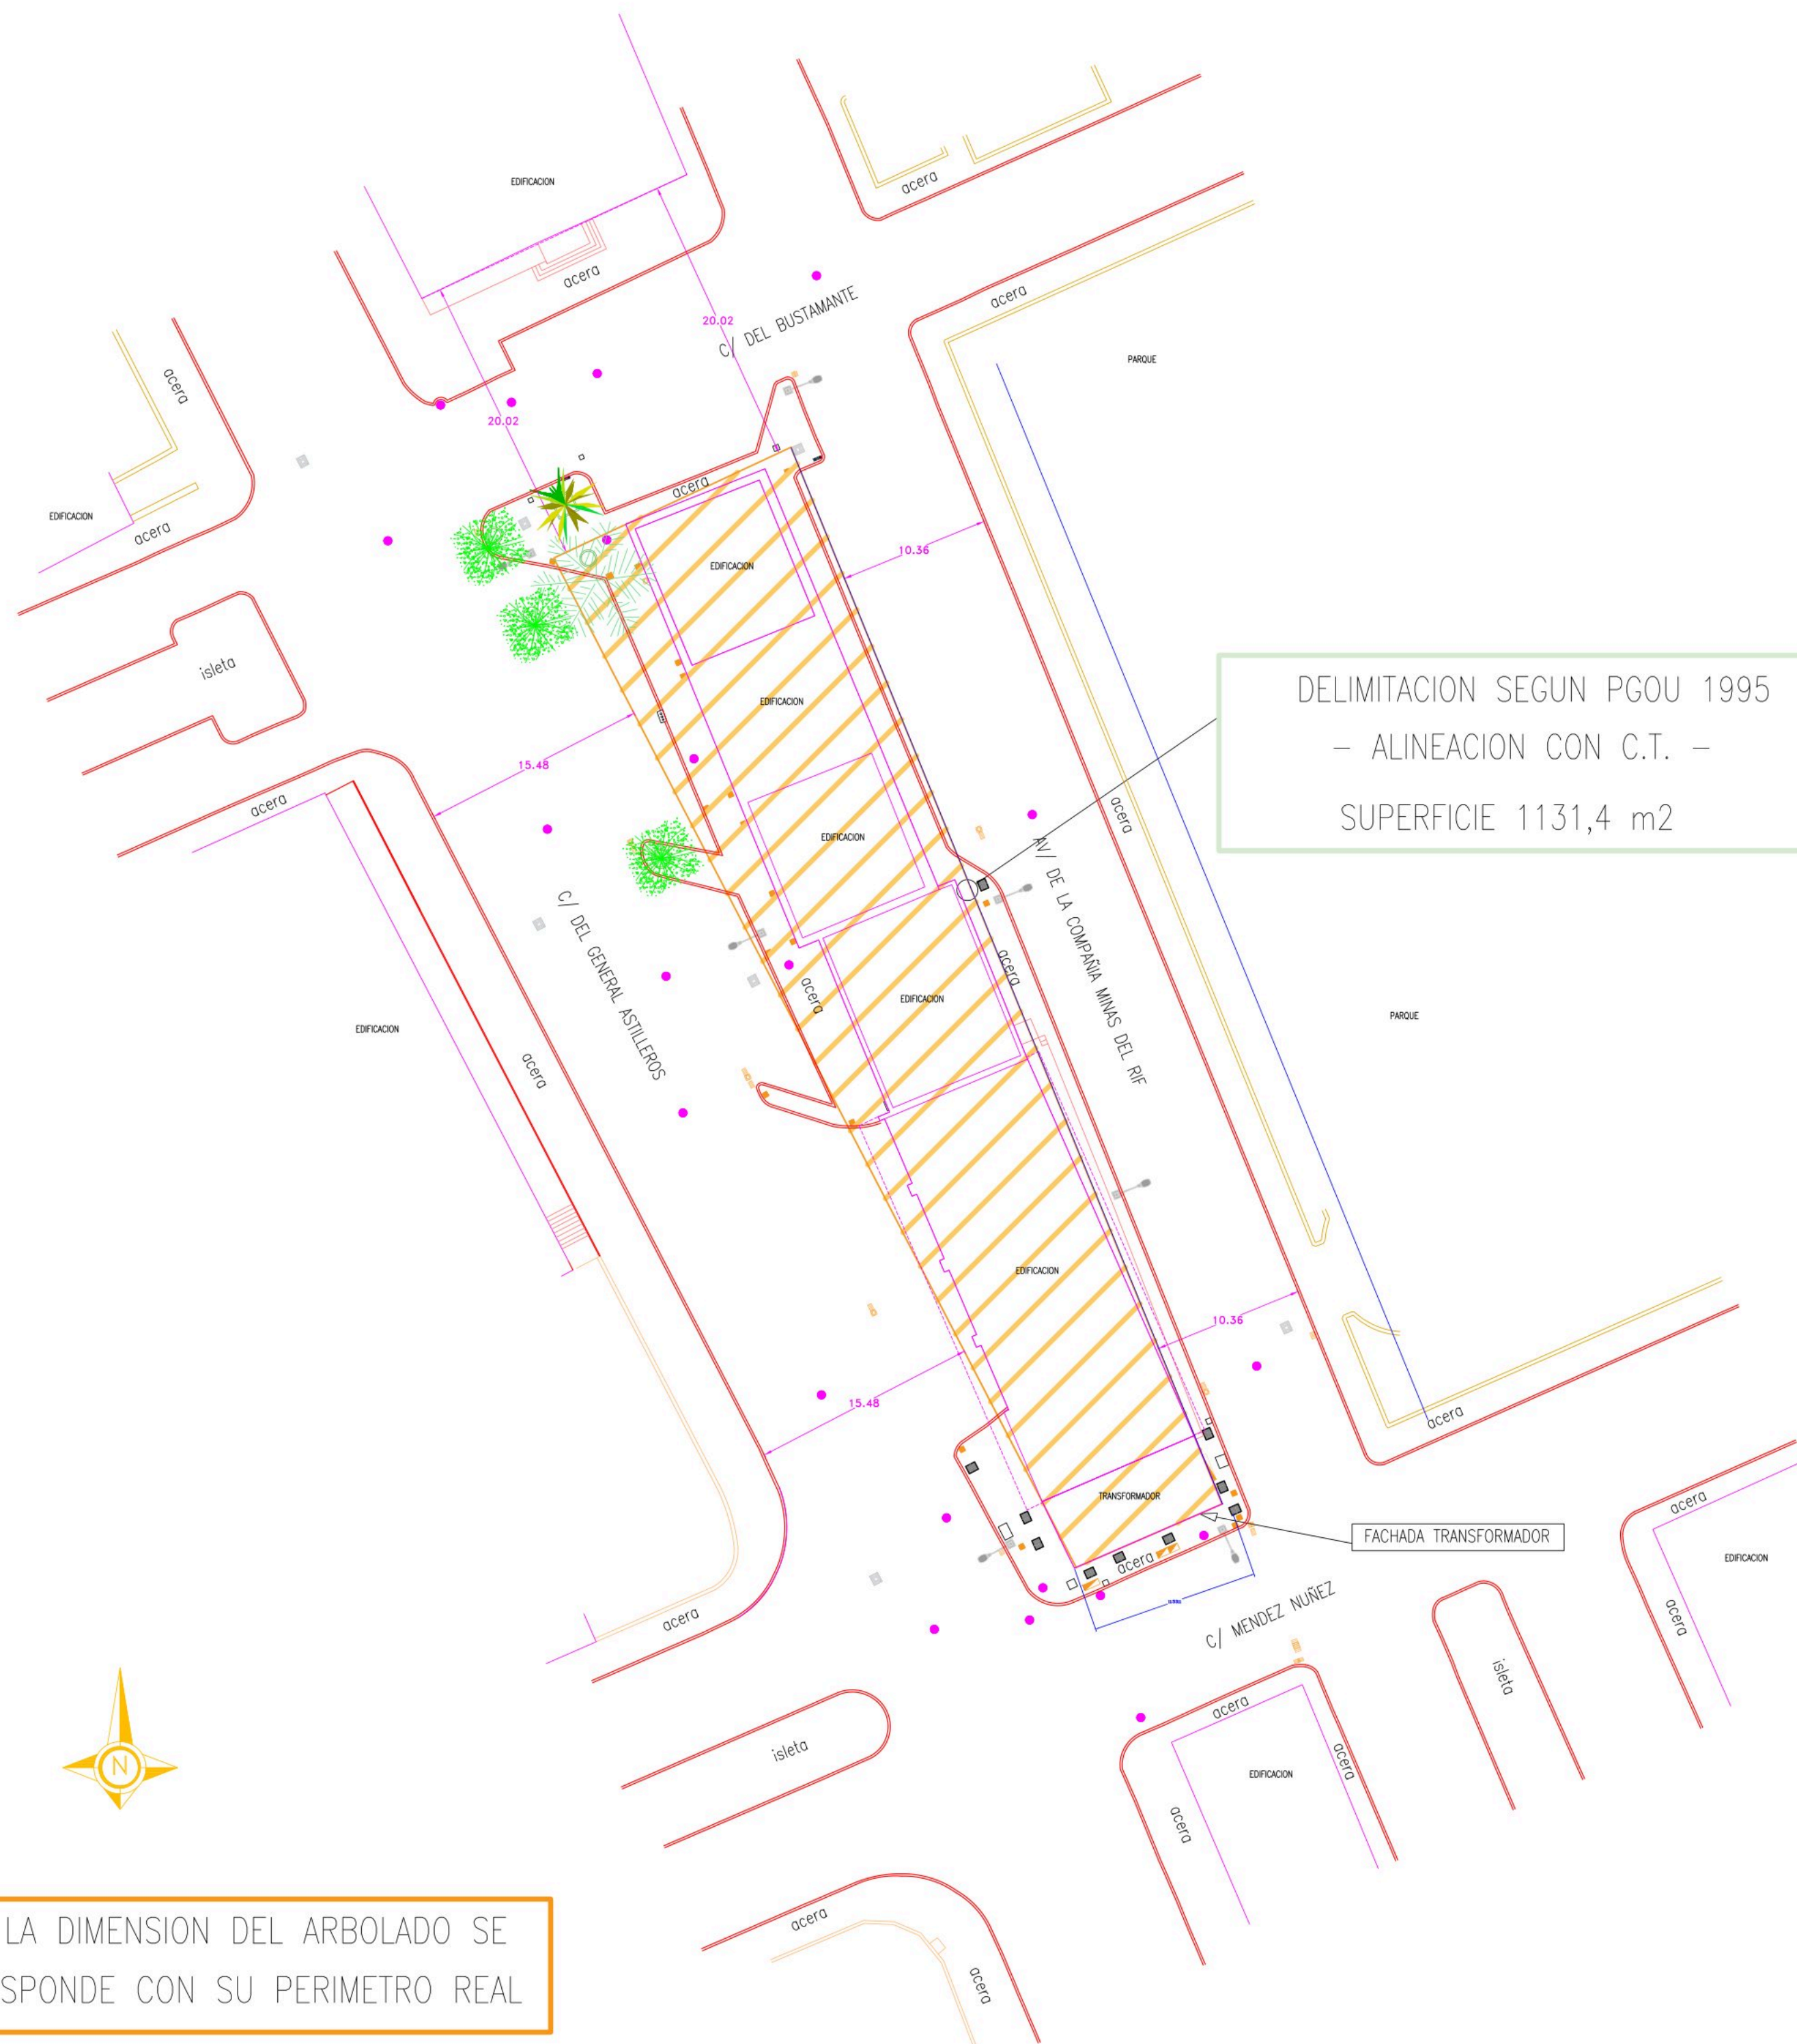 EDIFICACION
acera
acera
acera
20.02
C/ DEL BUSTAMANTE
PARQUE
acera
20.02
acera
EDIFICACION
acera
10.36
EDIFICACION
isleta
EDIFICACION
DELIMITACION SEGUN PGOU 1995
- ALINEACION CON C.T. -
SUPERFICIE 1131,4 m2
15.48
acera
acera
EDIFICACION
AV/ DE LA COMPAÑIA MINAS DEL RIF
C/ DEL GENERAL ASTILLEROS
acera
acera
EDIFICACION
PARQUE
EDIFICACION
acera
EDIFICACION
10.36
15.48
acera
TRANSFORMADOR
acera
FACHADA TRANSFORMADOR
acera
EDIFICACION
C/ MENDEZ NUÑEZ
acera
acera
isleta
N
acera
isleta
acera
EDIFICACION
acera
acera
acera
LA DIMENSION DEL ARBOLADO SE
SPONDE CON SU PERIMETRO REAL